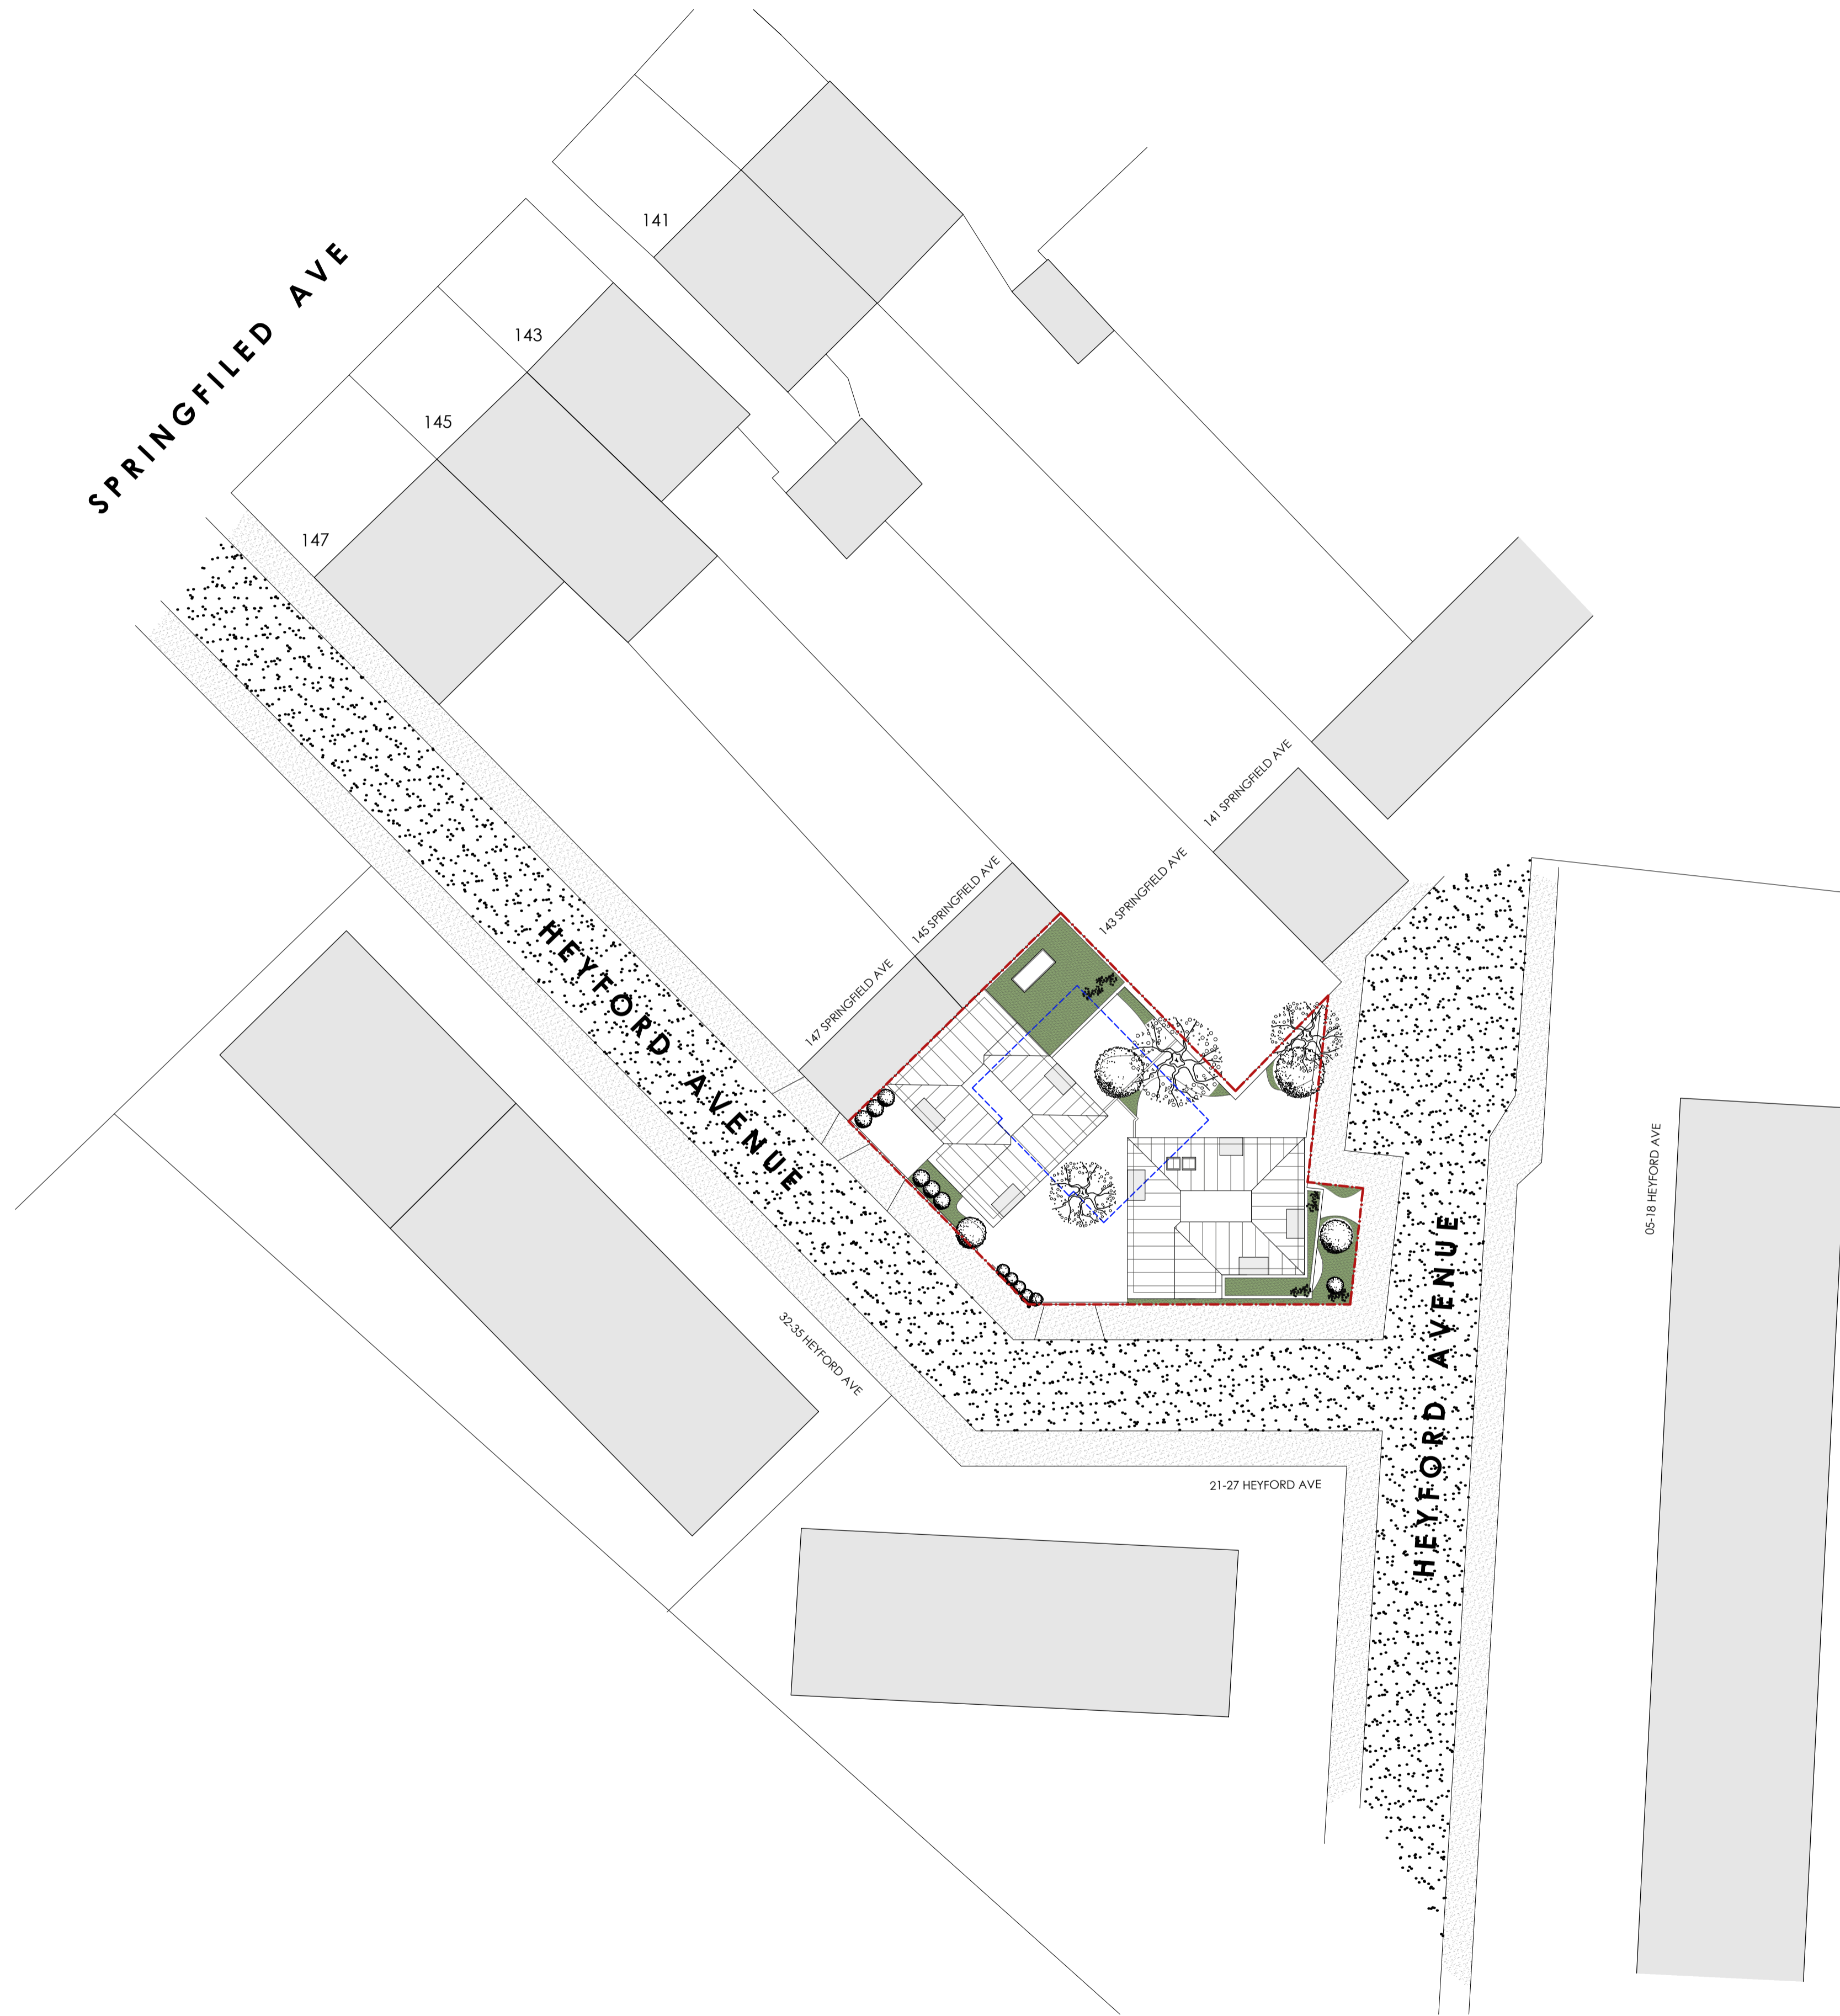 SPRINGFILED AVE
141
143
145
147
141 SPRINGFIELD AVE
143 SPRINGFIELD AVE
145 SPRINGFIELD AVE
147 SPRINGFIELD AVE
HEYFORD AVENUE
05-18 HEYFORD AVE
HEYFORD AVENUE
32-35 HEYFORD AVE
21-27 HEYFORD AVE